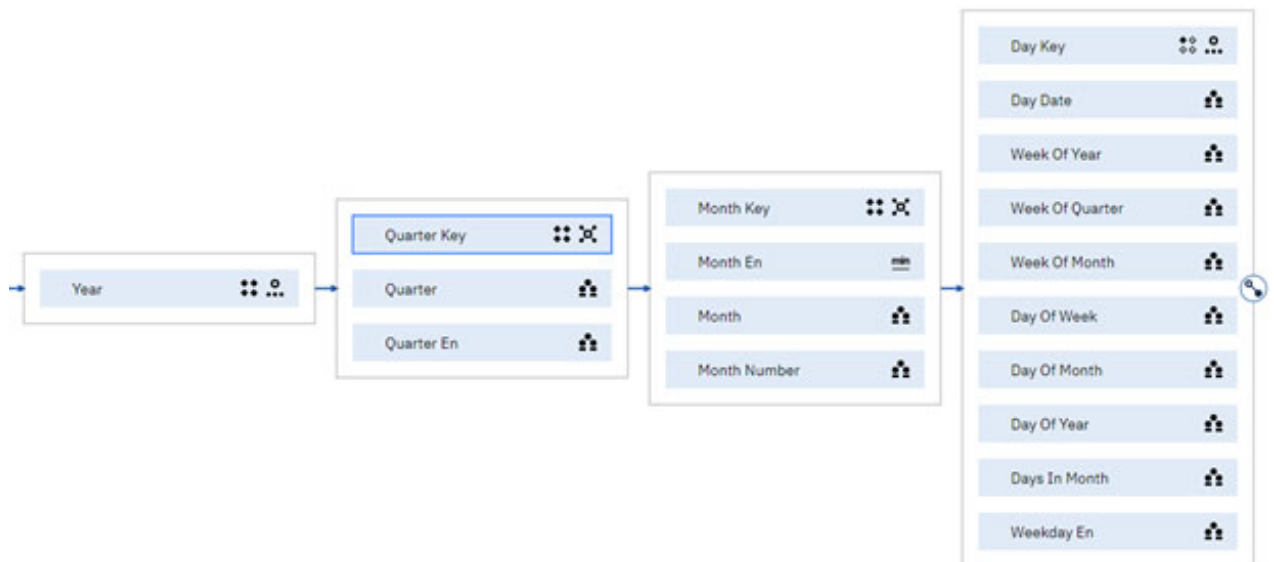 Year
Quarter Key
Quarter
Quarter En
Month Key
Month En
min
Month
Month Number
Day Key
Day Date
Week Of Year
Week Of Quarter
Week Of Month
Day Of Week
Day Of Month
Day Of Year
Days In Month
Weekday En